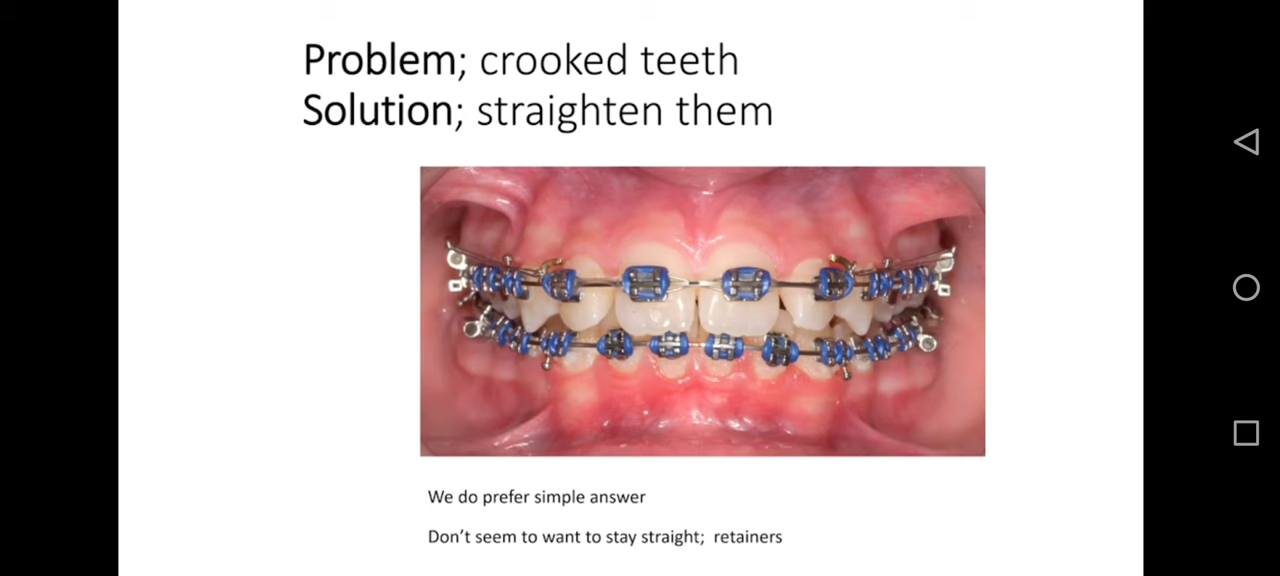 Problem; crooked teeth
Solution; straighten them
We do prefer simple answer
Don’t seem to want to stay straight;  retainers